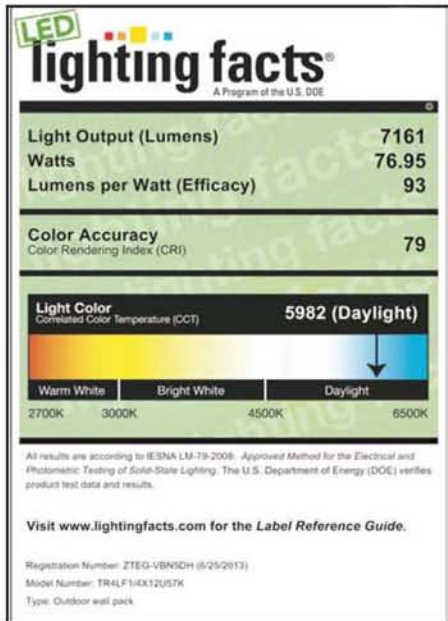 LED
lighting facts®
A Program of the U.S. DOE
Light Output (Lumens) 7161
Watts 76.95
Lumens per Watt (Efficacy) 93
Color Accuracy
Color Rendering Index (CRI) 79
Light Color
Correlated Color Temperature (CCT) 5982 (Daylight)
Warm White Bright White Daylight
2700K 3000K 4500K 6500K
All results are according to IESNA LM-79-2008: Approved Method for the Electrical and
Photometric Testing of Solid-State Lighting. The U.S. Department of Energy (DOE) verifies
product test data and results.
Visit www.lightingfacts.com for the Label Reference Guide.
Registration Number: ZTEG-VBN5DH (6/25/2013)
Model Number: TR4LF1/4X12US7K
Type: Outdoor wall pack